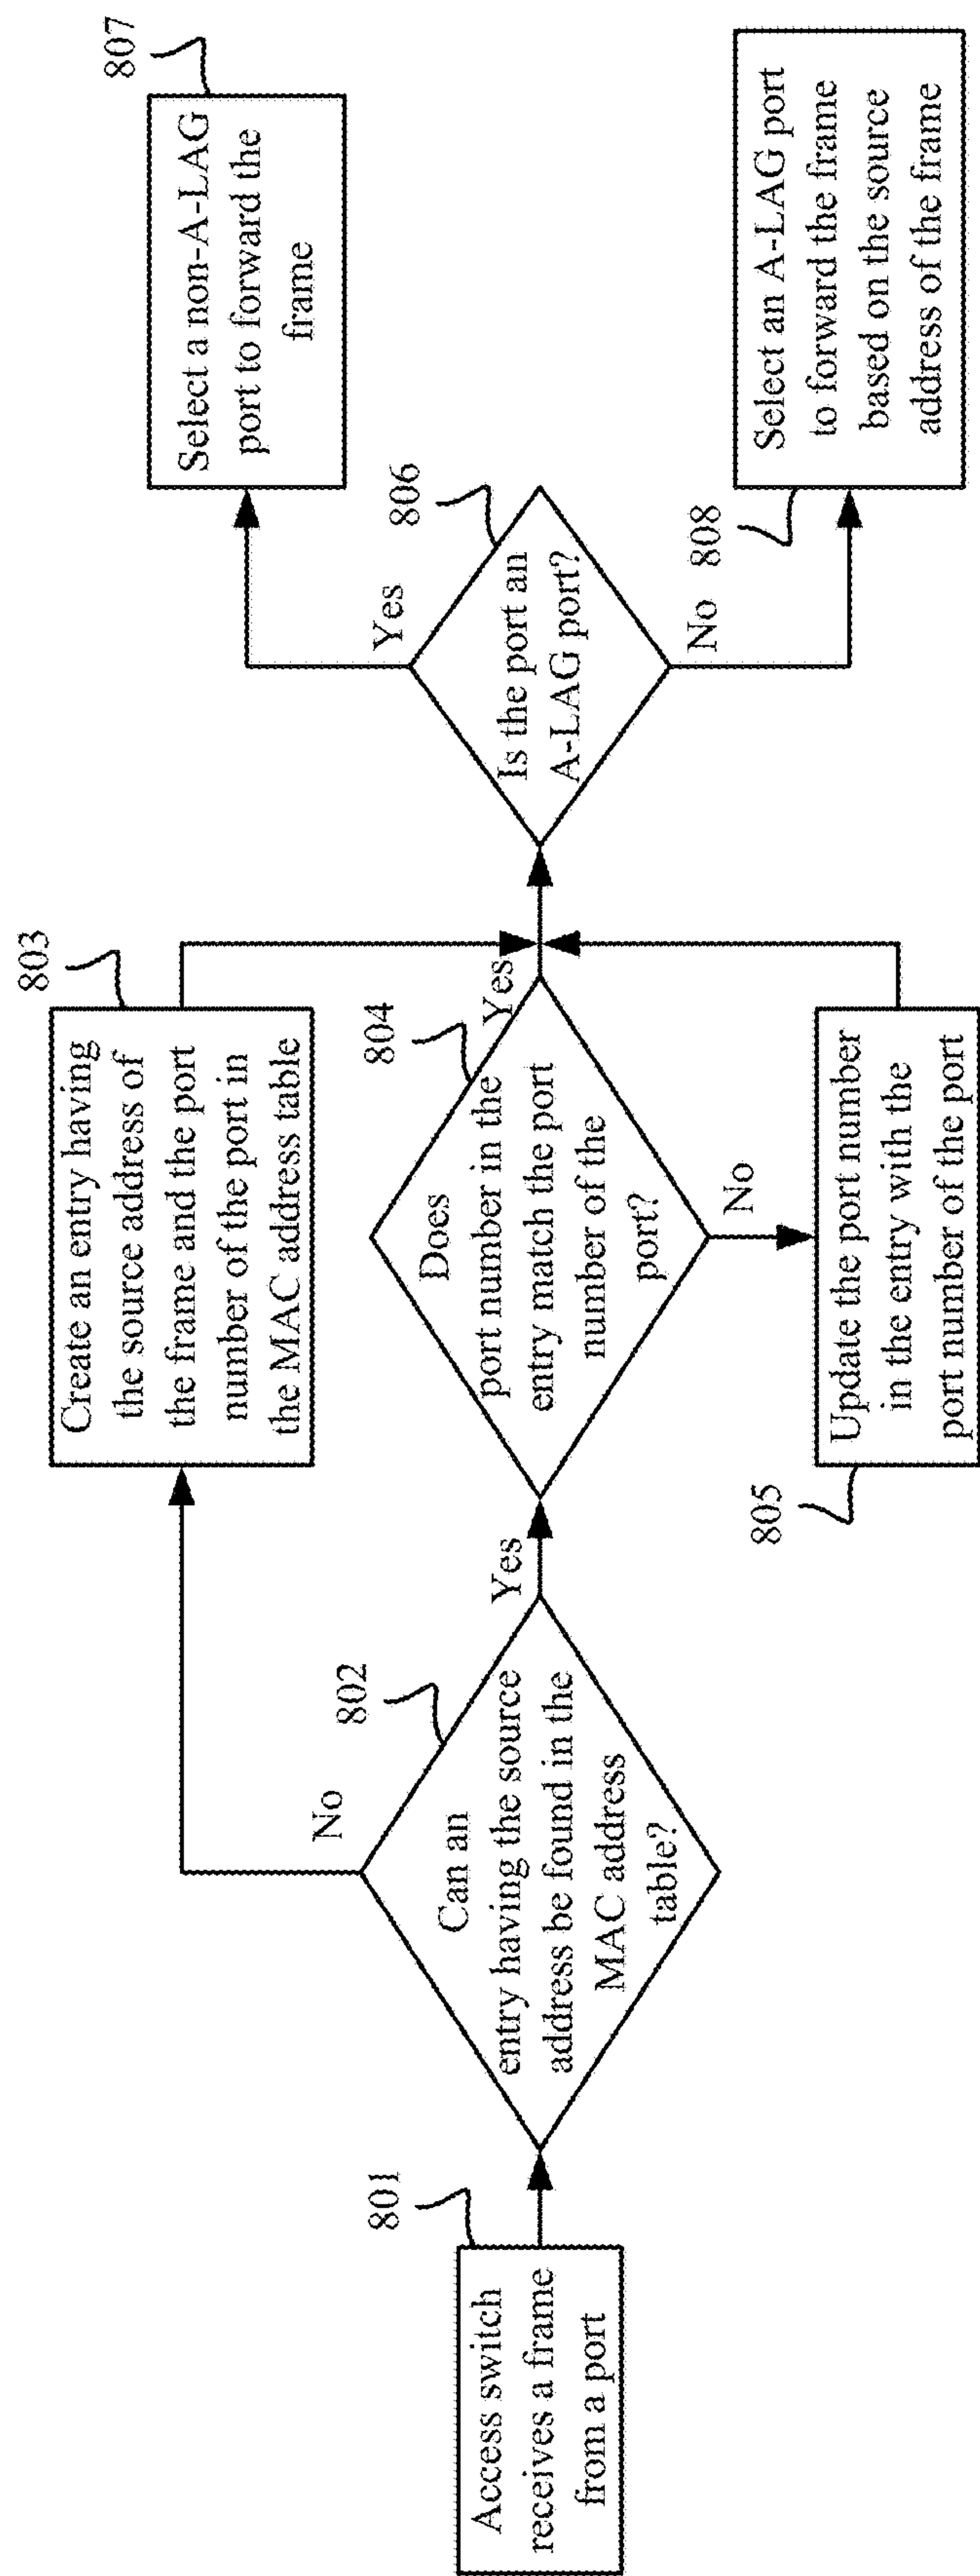 801
Access switch
receives a frame
from a port
802
Can an
entry having the source
address be found in the
MAC address
table?
No
Yes
803
Create an entry having
the source address of
the frame and the port
number of the port in
the MAC address table
804
Does
port number in the
entry match the port
number of the
port?
Yes
No
805
Update the port number
in the entry with the
port number of the port
806
Is the port an
A-LAG port?
Yes
No
807
Select a non-A-LAG
port to forward the
frame
808
Select an A-LAG port
to forward the frame
based on the source
address of the frame